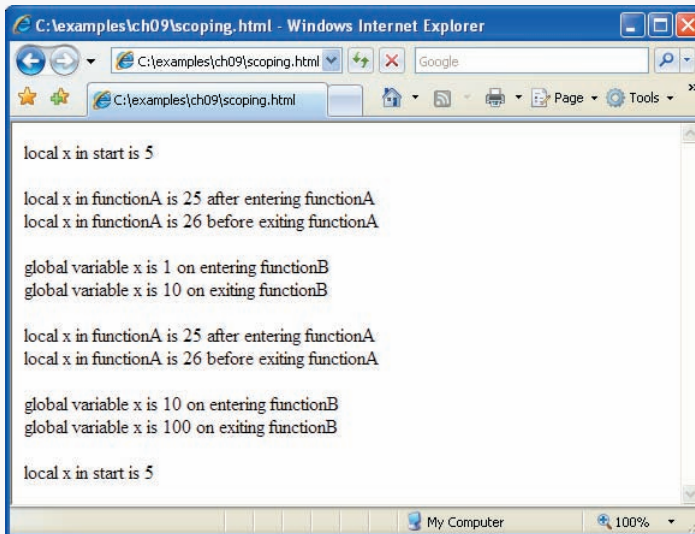 C:\examples\ch09\scoping.html - Windows Internet Explorer
C:\examples\ch09\scoping.html
Google
C:\examples\ch09\scoping.html
Page
Tools
local x in start is 5
local x in functionA is 25 after entering functionA
local x in functionA is 26 before exiting functionA
global variable x is 1 on entering functionB
global variable x is 10 on exiting functionB
local x in functionA is 25 after entering functionA
local x in functionA is 26 before exiting functionA
global variable x is 10 on entering functionB
global variable x is 100 on exiting functionB
local x in start is 5
My Computer
100%